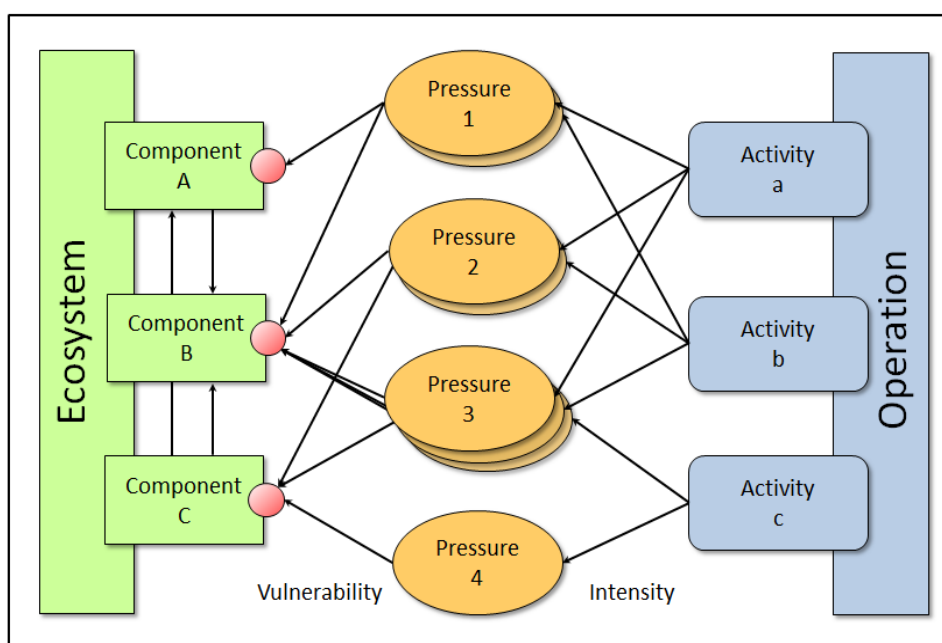 Ecosystem
Component
A
Component
B
Component
C
Pressure
1
Pressure
2
Pressure
3
Pressure
4
Vulnerability
Intensity
Activity
a
Activity
b
Activity
c
Operation